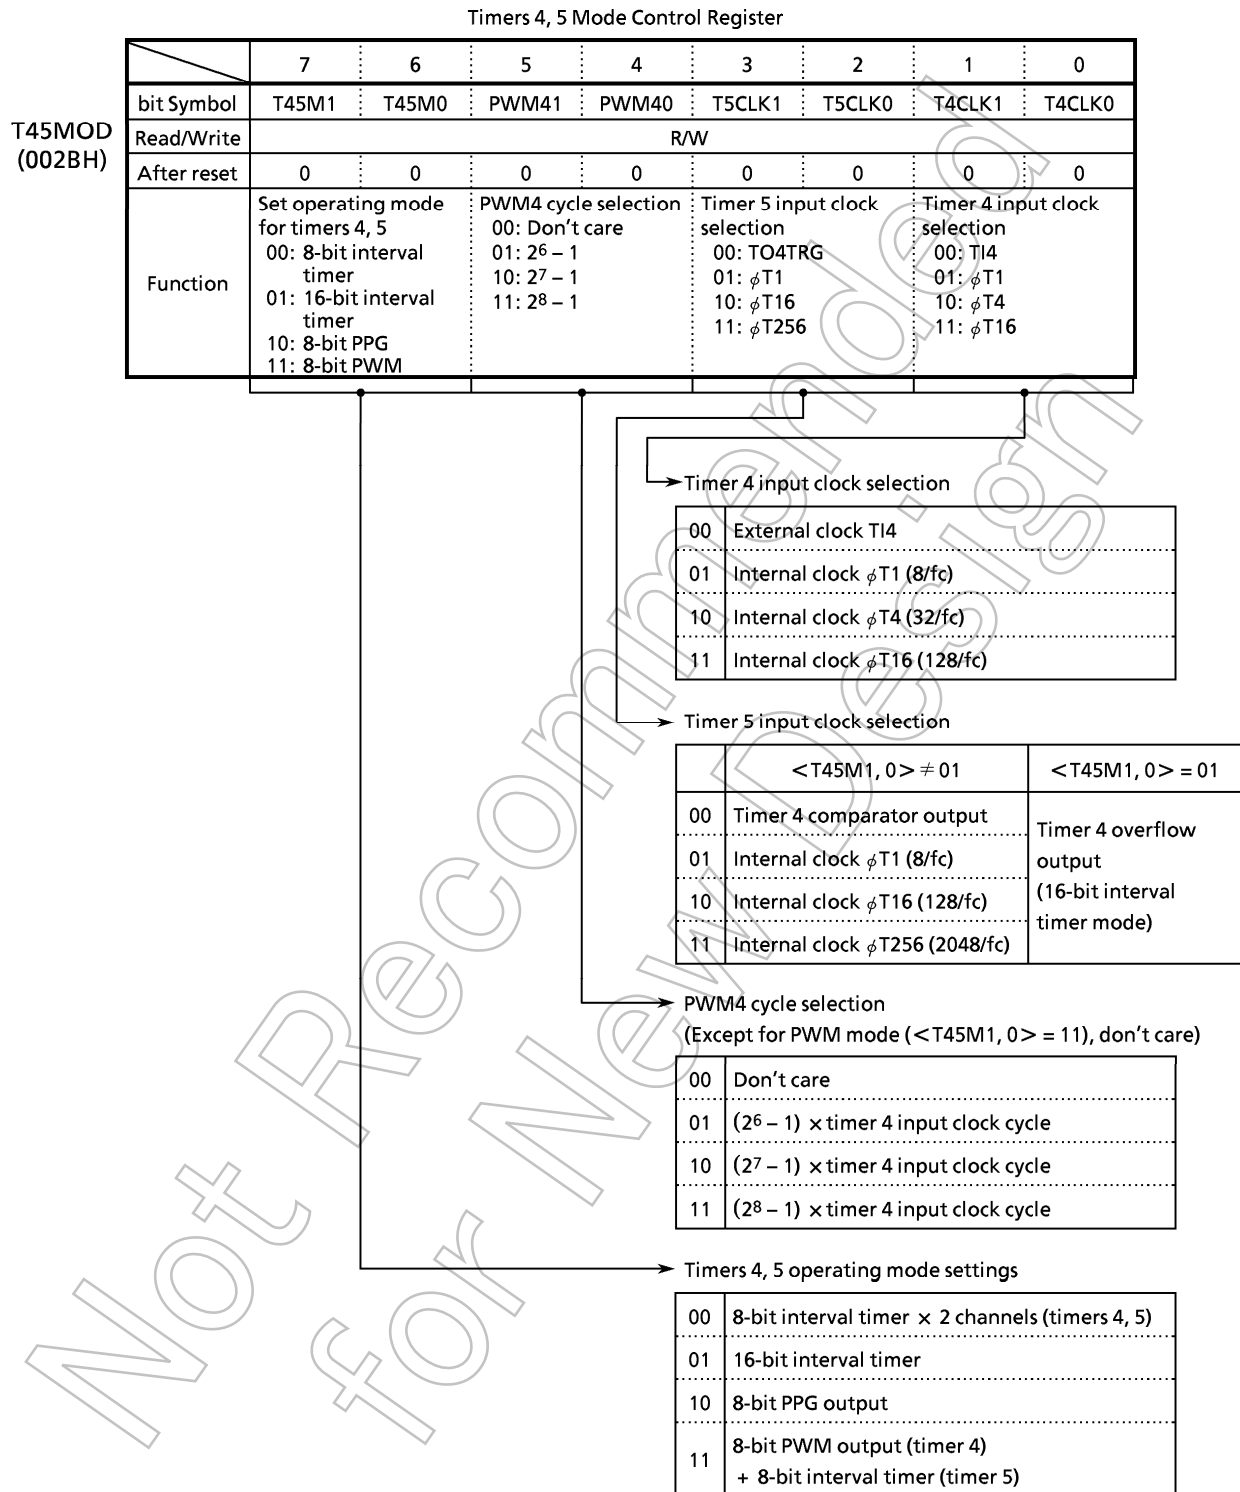 Timers 4, 5 Mode Control Register
7 6 5 4 3 2 1 0
bit Symbol T45M1 T45M0 PWM41 PWM40 T5CLK1 T5CLK0 T4CLK1 T4CLK0
T45MOD
(002BH)
Read/Write R/W
After reset 0 0 0 0 0 0 0 0
Function
Set operating mode
for timers 4, 5
00: 8-bit interval
timer
01: 16-bit interval
timer
10: 8-bit PPG
11: 8-bit PWM
PWM4 cycle selection
00: Don't care
01: 2⁶ – 1
10: 2⁷ – 1
11: 2⁸ – 1
Timer 5 input clock
selection
00: TO4TRG
01: ϕT1
10: ϕT16
11: ϕT256
Timer 4 input clock
selection
00: TI4
01: ϕT1
10: ϕT4
11: ϕT16
Timer 4 input clock selection
00 External clock TI4
01 Internal clock ϕT1 (8/fc)
10 Internal clock ϕT4 (32/fc)
11 Internal clock ϕT16 (128/fc)
Timer 5 input clock selection
<T45M1, 0> ≠ 01 <T45M1, 0> = 01
00 Timer 4 comparator output
01 Internal clock ϕT1 (8/fc)
10 Internal clock ϕT16 (128/fc)
11 Internal clock ϕT256 (2048/fc)
Timer 4 overflow
output
(16-bit interval
timer mode)
PWM4 cycle selection
(Except for PWM mode (<T45M1, 0> = 11), don't care)
00 Don't care
01 (2⁶ – 1) × timer 4 input clock cycle
10 (2⁷ – 1) × timer 4 input clock cycle
11 (2⁸ – 1) × timer 4 input clock cycle
Timers 4, 5 operating mode settings
00 8-bit interval timer × 2 channels (timers 4, 5)
01 16-bit interval timer
10 8-bit PPG output
11 8-bit PWM output (timer 4)
+ 8-bit interval timer (timer 5)
Not Recommended
for New Design